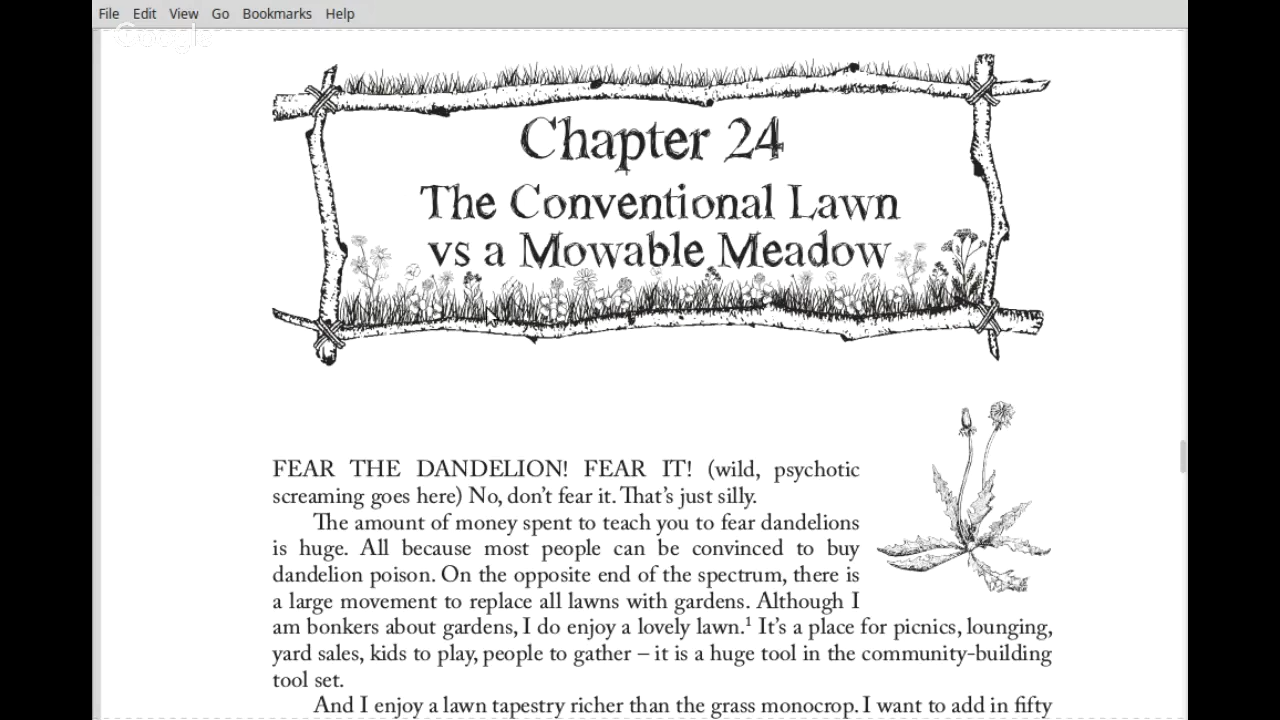 File Edit View Go Bookmarks Help
Google
Chapter 24
The Conventional Lawn
vs a Mowable Meadow
FEAR THE DANDELION! FEAR IT! (wild, psychotic
screaming goes here) No, don't fear it. That's just silly.
The amount of money spent to teach you to fear dandelions
is huge. All because most people can be convinced to buy
dandelion poison. On the opposite end of the spectrum, there is
a large movement to replace all lawns with gardens. Although I
am bonkers about gardens, I do enjoy a lovely lawn.¹ It's a place for picnics, lounging,
yard sales, kids to play, people to gather – it is a huge tool in the community-building
tool set.
And I enjoy a lawn tapestry richer than the grass monocrop. I want to add in fifty